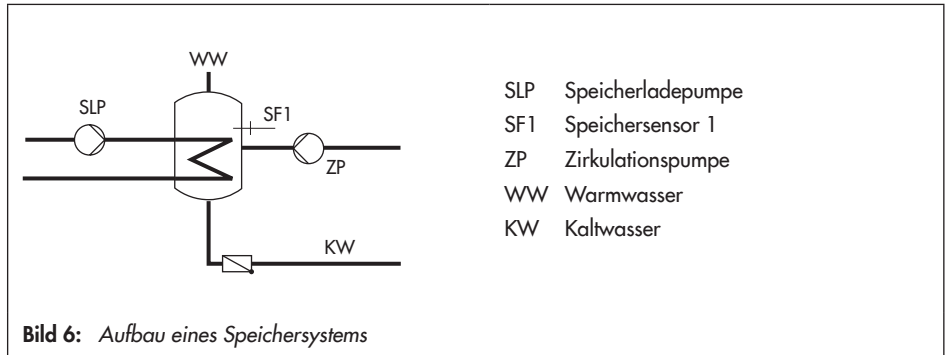 WW
SLP
SF1
ZP
KW
SLP Speicherladepumpe
SF1 Speichersensor 1
ZP Zirkulationspumpe
WW Warmwasser
KW Kaltwasser
Bild 6: Aufbau eines Speichersystems